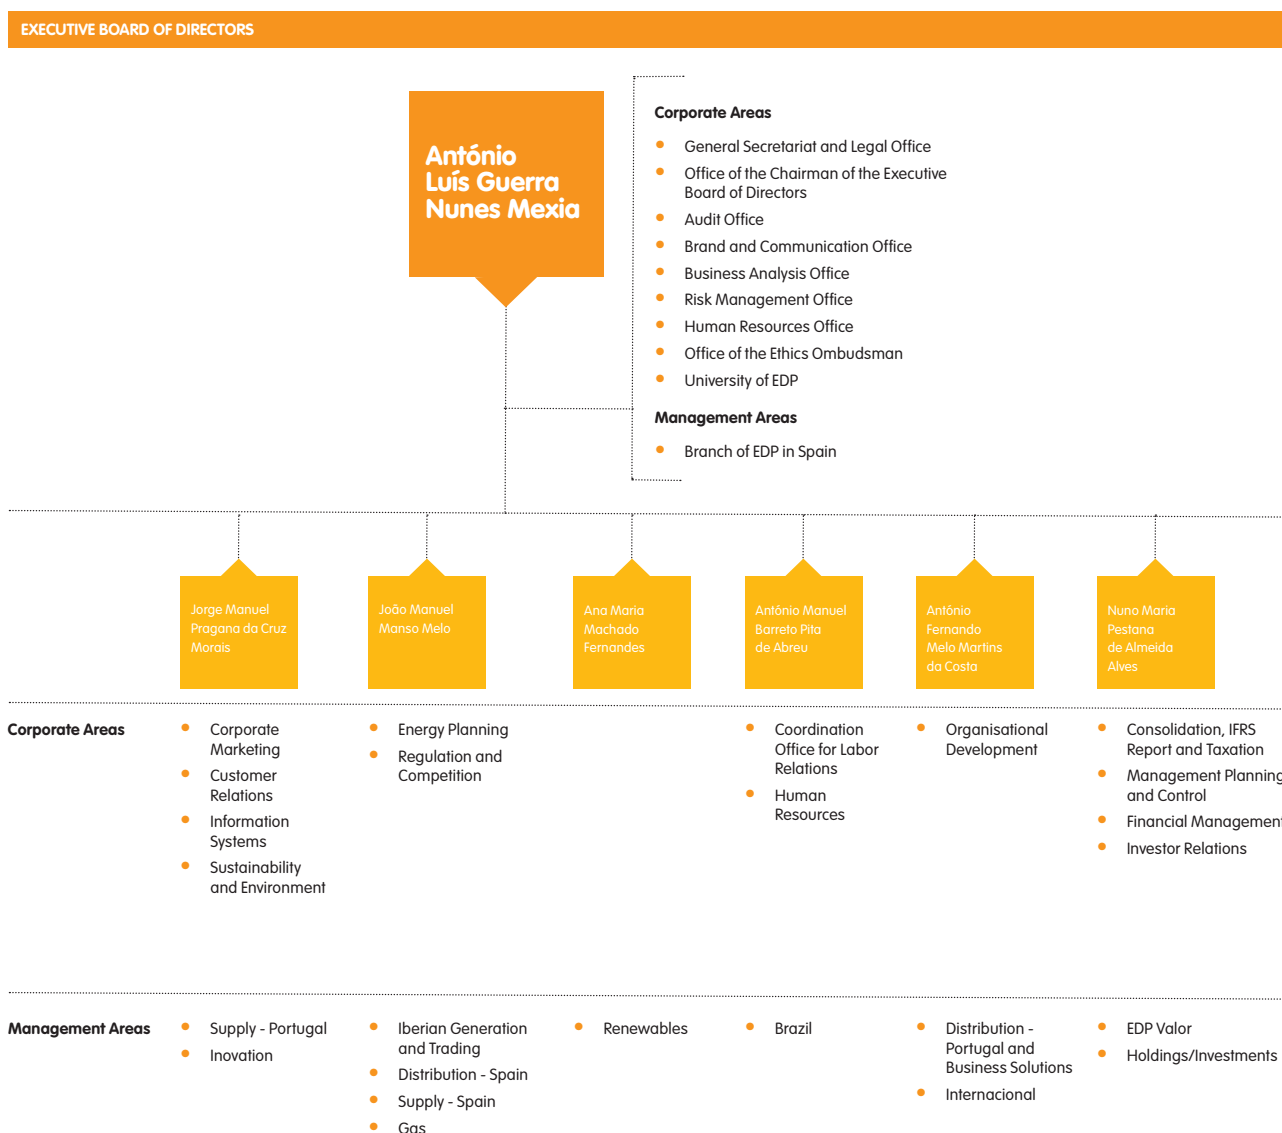 EXECUTIVE BOARD OF DIRECTORS
António
Luís Guerra
Nunes Mexia
Corporate Areas
General Secretariat and Legal Office
Office of the Chairman of the Executive
Board of Directors
Audit Office
Brand and Communication Office
Business Analysis Office
Risk Management Office
Human Resources Office
Office of the Ethics Ombudsman
University of EDP
Management Areas
Branch of EDP in Spain
Jorge Manuel
Pragana da Cruz
Morais
João Manuel
Manso Melo
Ana Maria
Machado
Fernandes
António Manuel
Barreto Pita
de Abreu
António
Fernando
Melo Martins
da Costa
Nuno Maria
Pestana
de Almeida
Alves
Corporate Areas
Corporate
Marketing
Customer
Relations
Information
Systems
Sustainability
and Environment
Energy Planning
Regulation and
Competition
Coordination
Office for Labor
Relations
Human
Resources
Organisational
Development
Consolidation, IFRS
Report and Taxation
Management Planning
and Control
Financial Management
Investor Relations
Management Areas
Supply - Portugal
Inovation
Iberian Generation
and Trading
Distribution - Spain
Supply - Spain
Gas
Renewables
Brazil
Distribution -
Portugal and
Business Solutions
Internacional
EDP Valor
Holdings/Investments